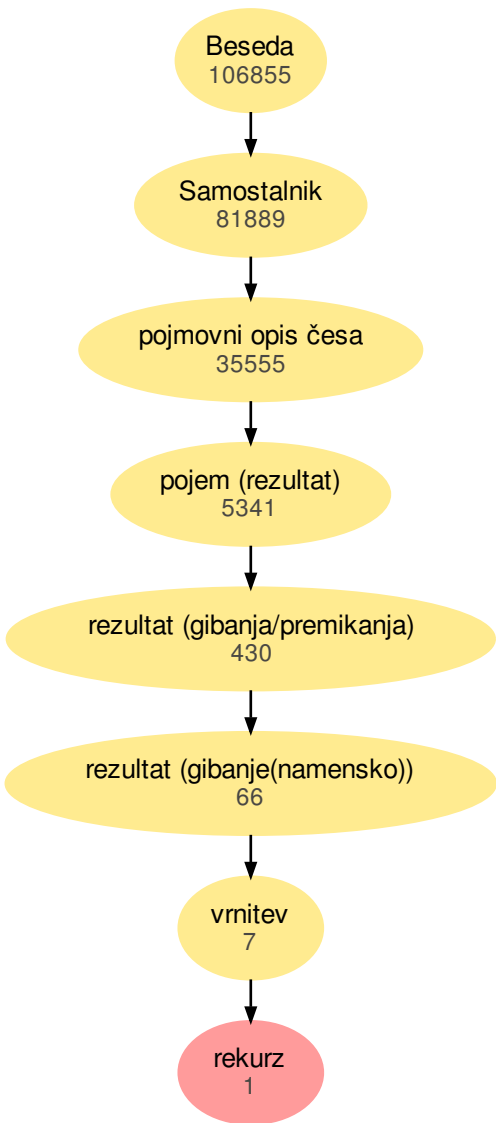 Beseda
106855
Samostalnik
81889
pojmovni opis česa
35555
pojem (rezultat)
5341
rezultat (gibanja/premikanja)
430
rezultat (gibanje(namensko))
66
vrnitev
7
rekurz
1